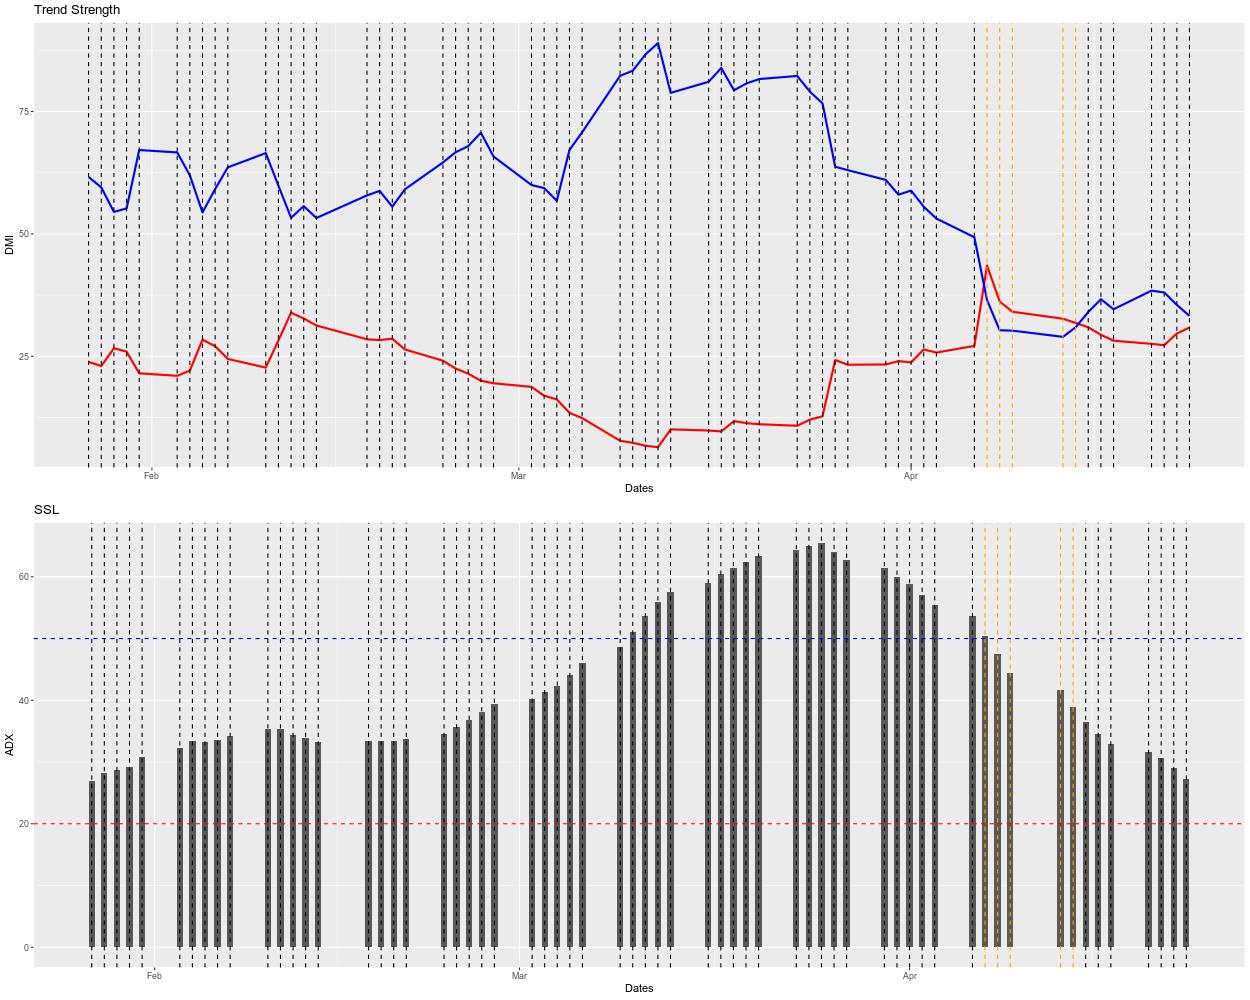 Trend Strength
75
50
25
DMI
Feb
Mar
Apr
Dates
SSL
60
40
20
0
ADX
Feb
Mar
Apr
Dates